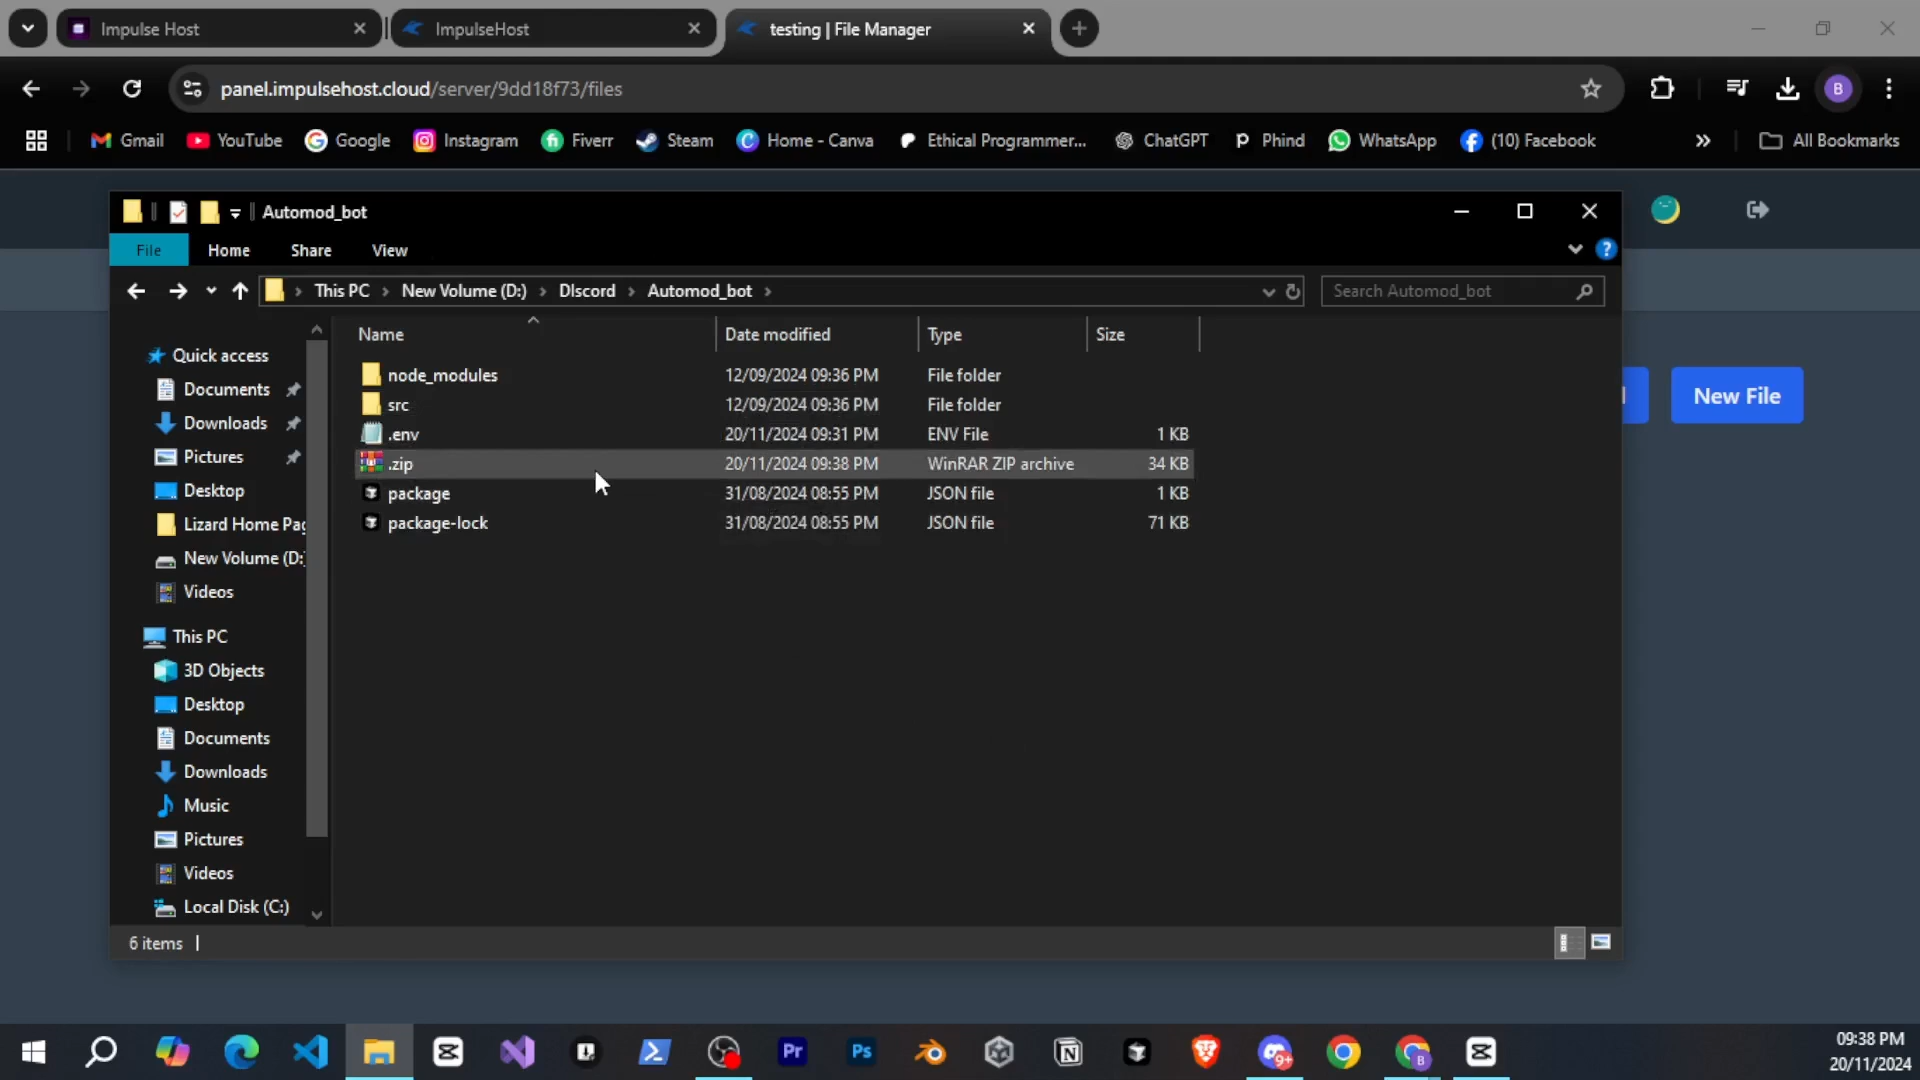 Impulse Host
ImpulseHost
testing | File Manager
panel.impulsehost.cloud/server/9dd18f73/files
B
Gmail
YouTube
Google
Instagram
Fiverr
Steam
Home - Canva
Ethical Programmer...
ChatGPT
Phind
WhatsApp
(10) Facebook
All Bookmarks
Automod_bot
File
Home
Share
View
This PC
New Volume (D:)
DIscord
Automod_bot
Search Automod_bot
Name
Date modified
Type
Size
node_modules 12/09/2024 09:36 PM File folder
src 12/09/2024 09:36 PM File folder
.env 20/11/2024 09:31 PM ENV File 1 KB
.zip 20/11/2024 09:38 PM WinRAR ZIP archive 34 KB
package 31/08/2024 08:55 PM JSON file 1 KB
package-lock 31/08/2024 08:55 PM JSON file 71 KB
Quick access
Documents
Downloads
Pictures
Desktop
Lizard Home Pag
New Volume (D:)
Videos
This PC
3D Objects
Desktop
Documents
Downloads
Music
Pictures
Videos
Local Disk (C:)
6 items
New File
Pr
Ps
9+
B
09:38 PM
20/11/2024